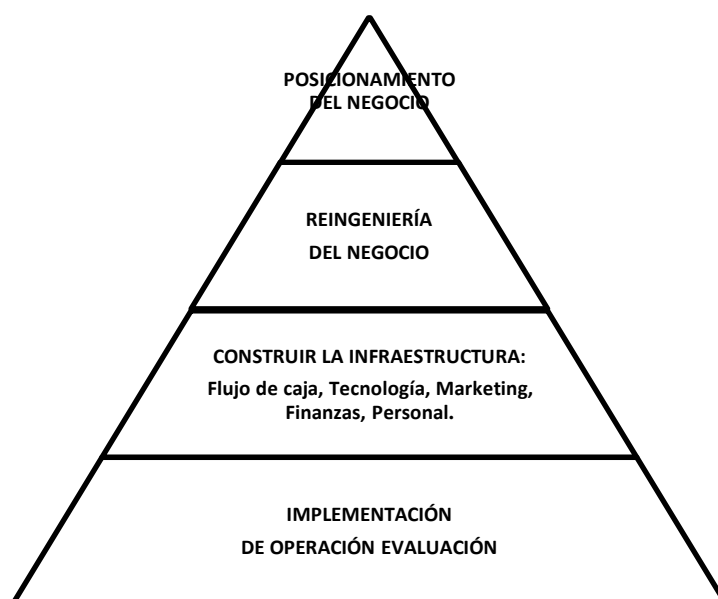 POSICIONAMIENTO
DEL NEGOCIO
REINGENIERÍA
DEL NEGOCIO
CONSTRUIR LA INFRAESTRUCTURA:
Flujo de caja, Tecnología, Marketing,
Finanzas, Personal.
IMPLEMENTACIÓN
DE OPERACIÓN EVALUACIÓN